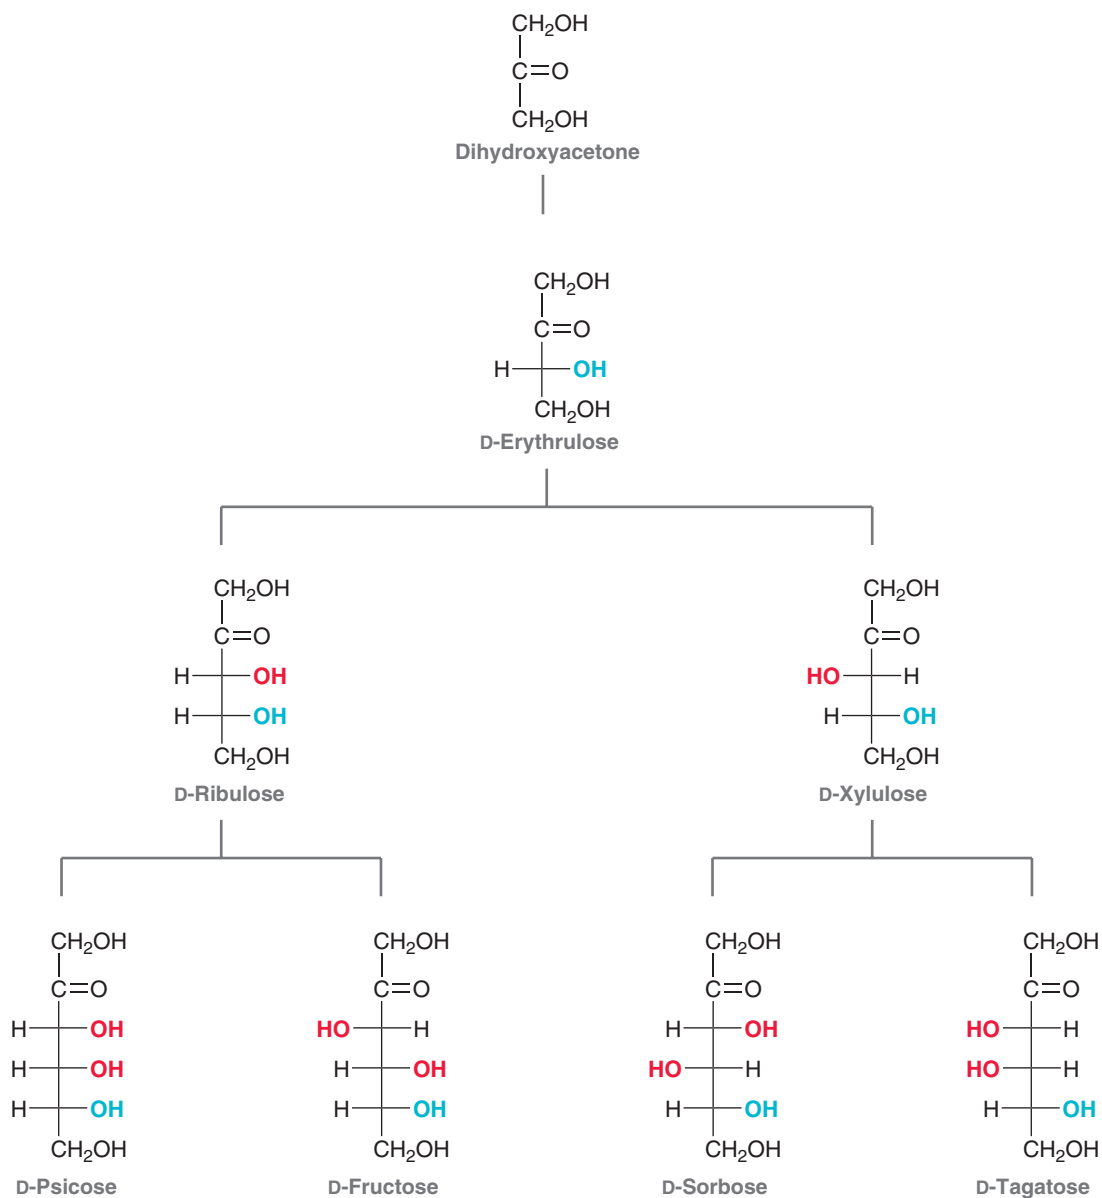 CH2OH
C=O
CH2OH
Dihydroxyacetone
CH2OH
C=O
H OH
CH2OH
D-Erythrulose
CH2OH
C=O
H OH
H OH
CH2OH
D-Ribulose
CH2OH
C=O
HO H
H OH
CH2OH
D-Xylulose
CH2OH
C=O
H OH
H OH
H OH
CH2OH
D-Psicose
CH2OH
C=O
HO H
H OH
H OH
CH2OH
D-Fructose
CH2OH
C=O
H OH
HO H
H OH
CH2OH
D-Sorbose
CH2OH
C=O
HO H
HO H
H OH
CH2OH
D-Tagatose